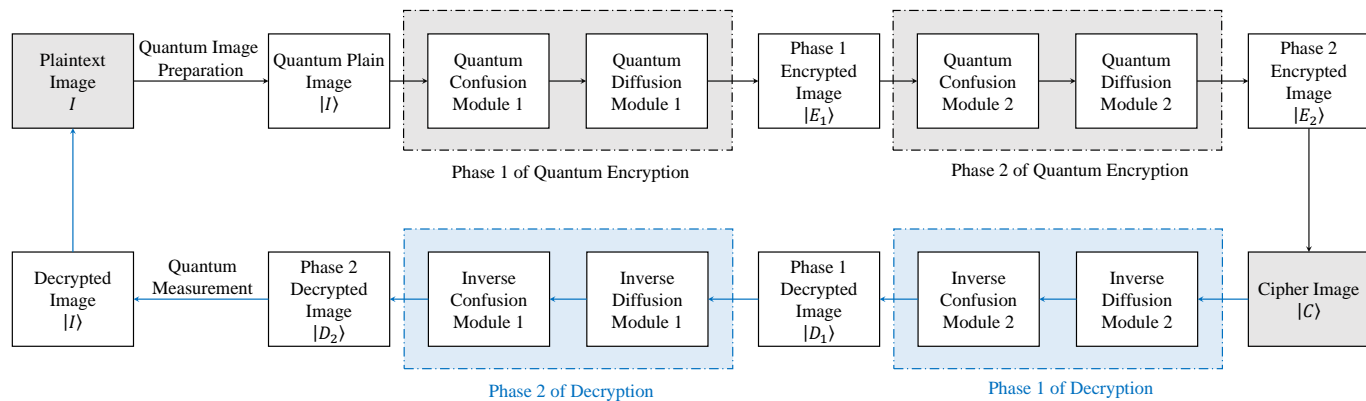 Plaintext
Image
I
Quantum Image
Preparation
Quantum Plain
Image
|I⟩
Quantum
Confusion
Module 1
Quantum
Diffusion
Module 1
Phase 1 of Quantum Encryption
Phase 1
Encrypted
Image
|E₁⟩
Quantum
Confusion
Module 2
Quantum
Diffusion
Module 2
Phase 2 of Quantum Encryption
Phase 2
Encrypted
Image
|E₂⟩
Decrypted
Image
|I⟩
Quantum
Measurement
Phase 2
Decrypted
Image
|D₂⟩
Inverse
Confusion
Module 1
Inverse
Diffusion
Module 1
Phase 2 of Decryption
Phase 1
Decrypted
Image
|D₁⟩
Inverse
Confusion
Module 2
Inverse
Diffusion
Module 2
Phase 1 of Decryption
Cipher Image
|C⟩